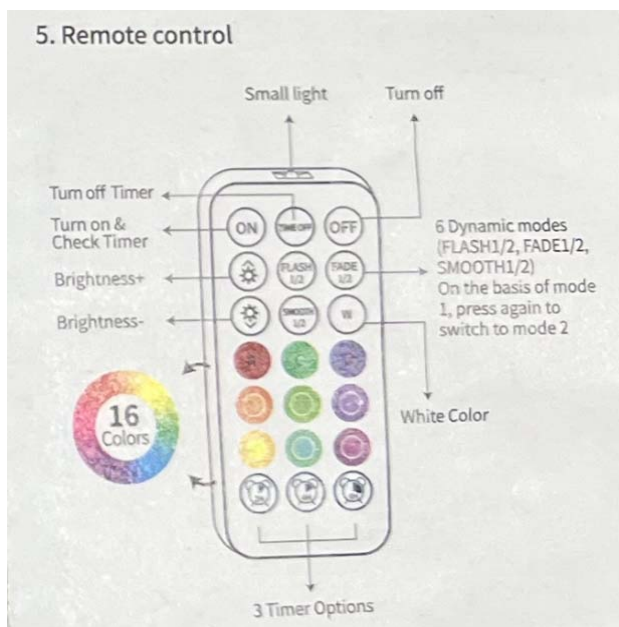 5. Remote control
Small light
Turn off
Turn off Timer
Turn on &
Check Timer
Brightness+
Brightness-
ON
TIME OFF
OFF
FLASH
1/2
FADE
1/2
SMOOTH
1/2
W
6 Dynamic modes
(FLASH1/2, FADE1/2,
SMOOTH1/2)
On the basis of mode
1, press again to
switch to mode 2
White Color
16
Colors
R
G
3 Timer Options